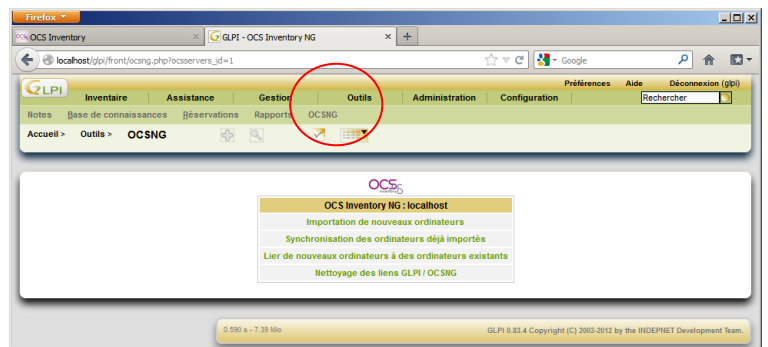 Firefox
OCS Inventory
GLPI - OCS Inventory NG
localhost/glpi/front/ocsng.php?ocsservers_id=1
Google
GLPI
Préférences Aide Déconnexion (glpi)
Inventaire Assistance Gestion Outils Administration Configuration
Rechercher
Notes Base de connaissances Réservations Rapports OCSNG
Accueil > Outils > OCSNG
OCS
OCS Inventory NG : localhost
Importation de nouveaux ordinateurs
Synchronisation des ordinateurs déjà importés
Lier de nouveaux ordinateurs à des ordinateurs existants
Nettoyage des liens GLPI / OCSNG
0.590 s - 7.39 Mio
GLPI 0.83.4 Copyright (C) 2003-2012 by the INDEPNET Development Team.